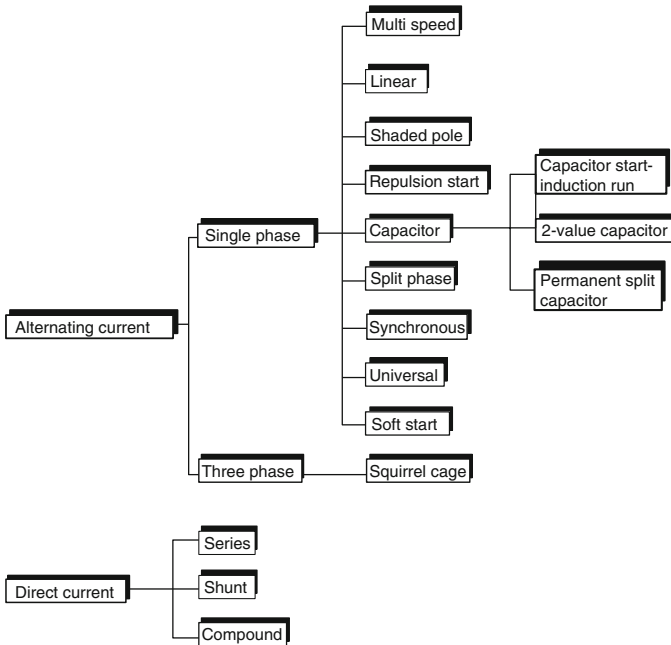 Multi speed
Linear
Shaded pole
Repulsion start
Capacitor start-
induction run
Single phase
Capacitor
2-value capacitor
Split phase
Permanent split
capacitor
Alternating current
Synchronous
Universal
Soft start
Three phase
Squirrel cage
Series
Direct current
Shunt
Compound